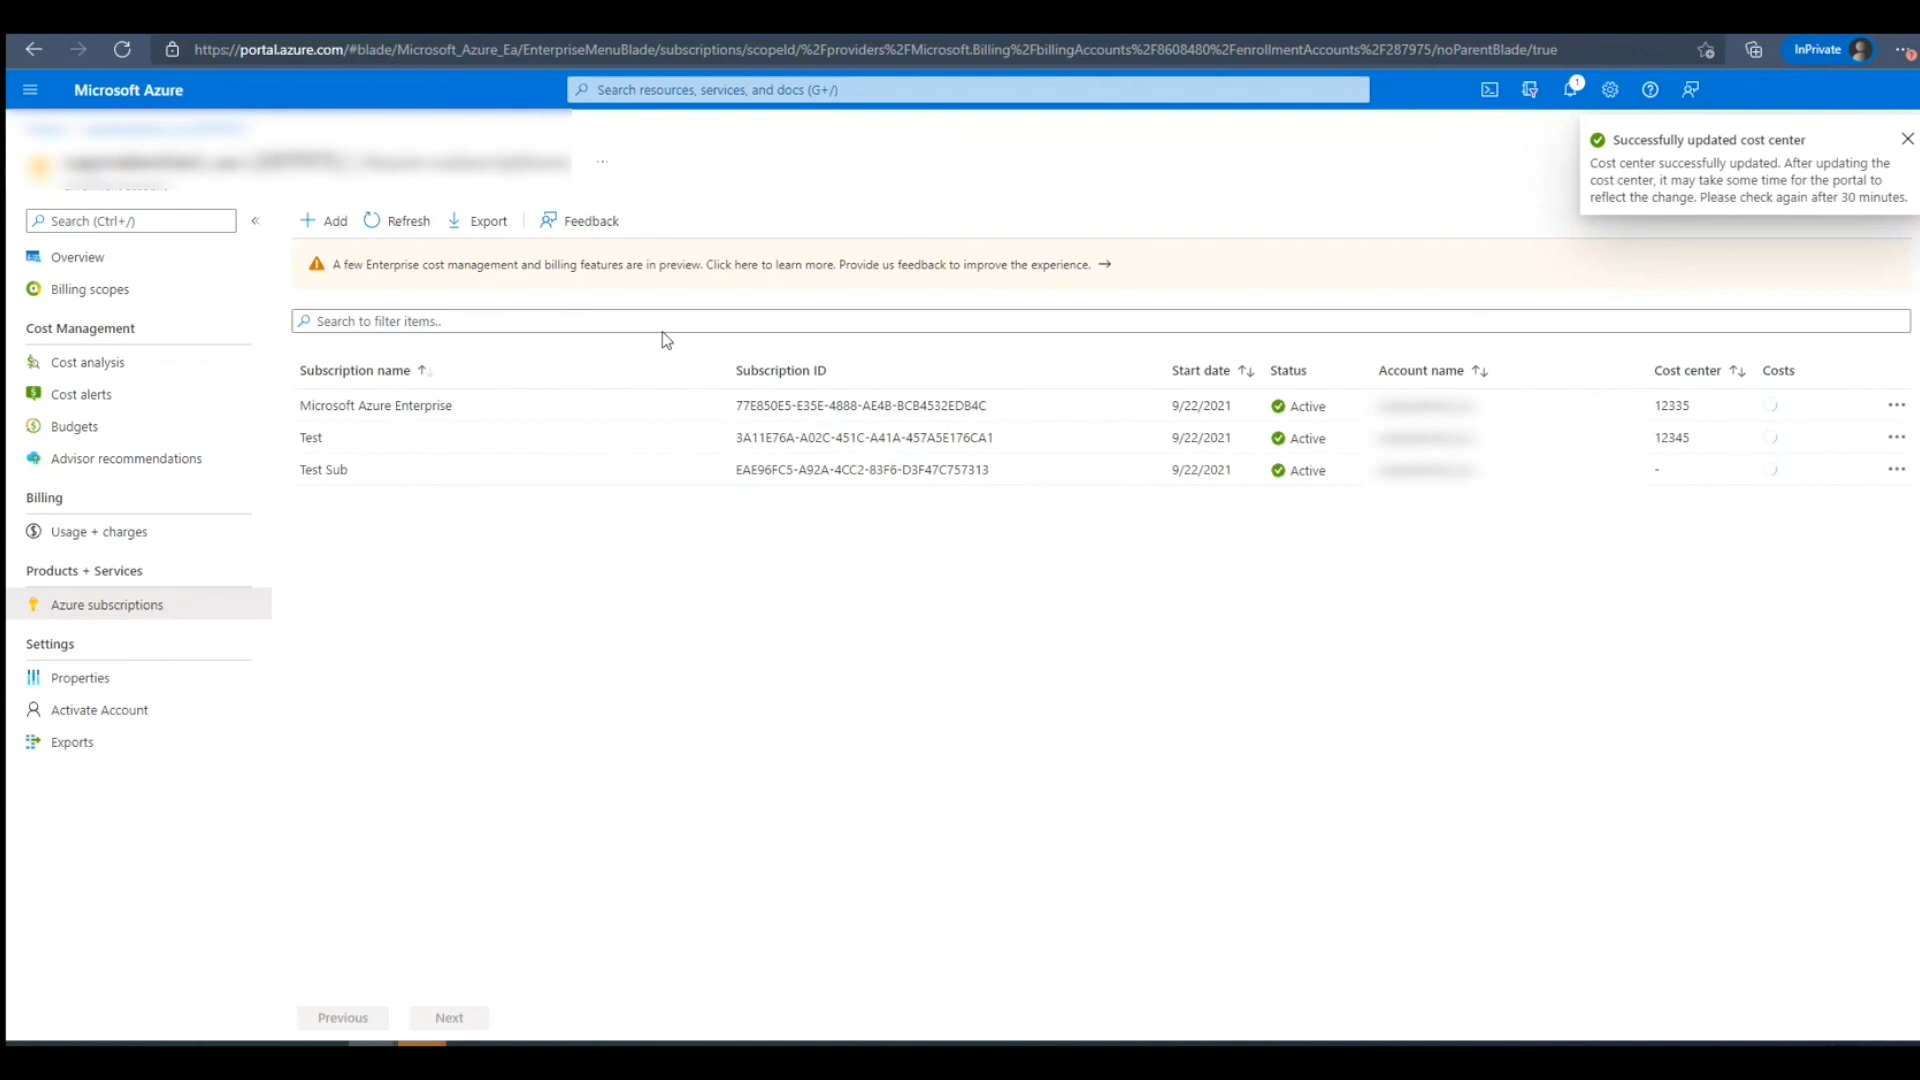 https://portal.azure.com/#blade/Microsoft_Azure_Ea/EnterpriseMenuBlade/subscriptions/scopeId/%2Fproviders%2FMicrosoft.Billing%2FbillingAccounts%2F8608480%2FenrollmentAccounts%2F287975/noParentBlade/true
InPrivate
Microsoft Azure
Search resources, services, and docs (G+/)
1
Successfully updated cost center
Cost center successfully updated. After updating the
cost center, it may take some time for the portal to
reflect the change. Please check again after 30 minutes.
Search (Ctrl+/)
Add Refresh Export Feedback
A few Enterprise cost management and billing features are in preview. Click here to learn more. Provide us feedback to improve the experience. →
Overview
Billing scopes
Cost Management
Cost analysis
Cost alerts
Budgets
Advisor recommendations
Billing
Usage + charges
Products + Services
Azure subscriptions
Settings
Properties
Activate Account
Exports
Search to filter items..
Subscription name Subscription ID Start date Status Account name Cost center Costs
Microsoft Azure Enterprise 77E850E5-E35E-4888-AE4B-BCB4532EDB4C 9/22/2021 Active 12335
Test 3A11E76A-A02C-451C-A41A-457A5E176CA1 9/22/2021 Active 12345
Test Sub EAE96FC5-A92A-4CC2-83F6-D3F47C757313 9/22/2021 Active -
Previous Next